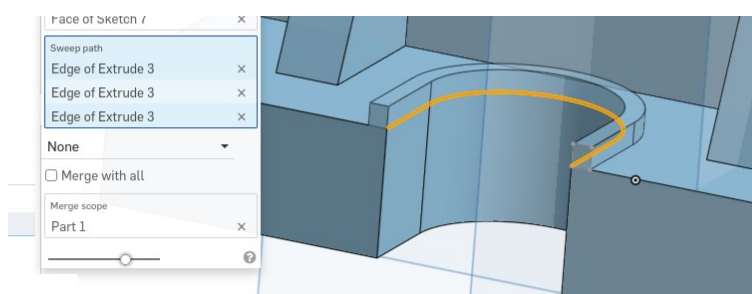 Face of Sketch 7
Sweep path
Edge of Extrude 3
Edge of Extrude 3
Edge of Extrude 3
None
Merge with all
Merge scope
Part 1